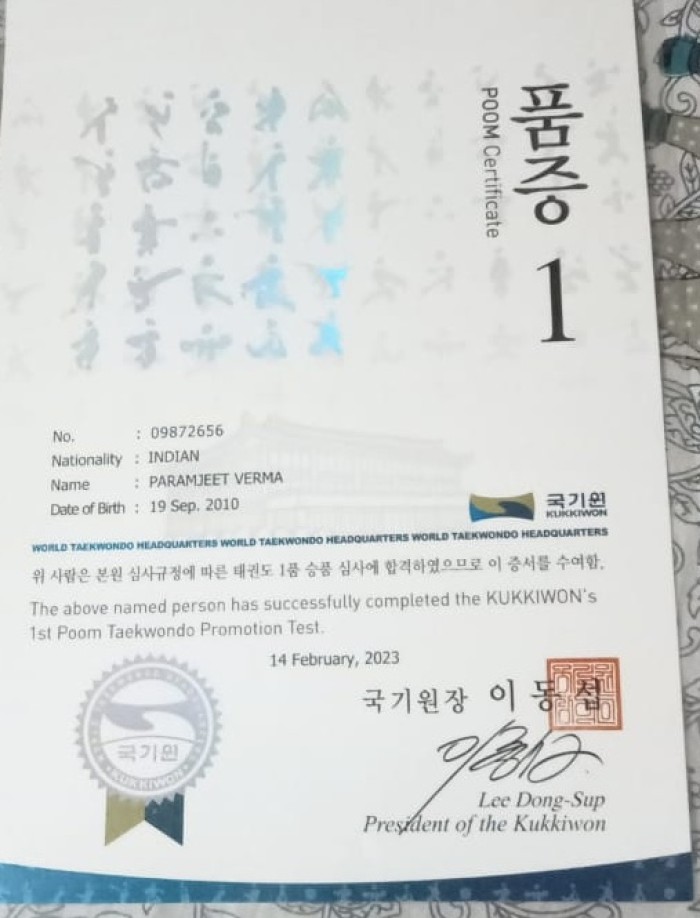 품증
POOM Certificate
1
No. : 09872656
Nationality : INDIAN
Name : PARAMJEET VERMA
Date of Birth : 19 Sep. 2010
국기원
KUKKIWON
WORLD TAEKWONDO HEADQUARTERS WORLD TAEKWONDO HEADQUARTERS WORLD TAEKWONDO HEADQUARTERS
위 사람은 본원 심사규정에 따른 태권도 1품 승품 심사에 합격하였으므로 이 증서를 수여함.
The above named person has successfully completed the KUKKIWON's
1st Poom Taekwondo Promotion Test.
14 February, 2023
국기원장 이동섭
국기원
KUKKIWON
Lee Dong-Sup
President of the Kukkiwon